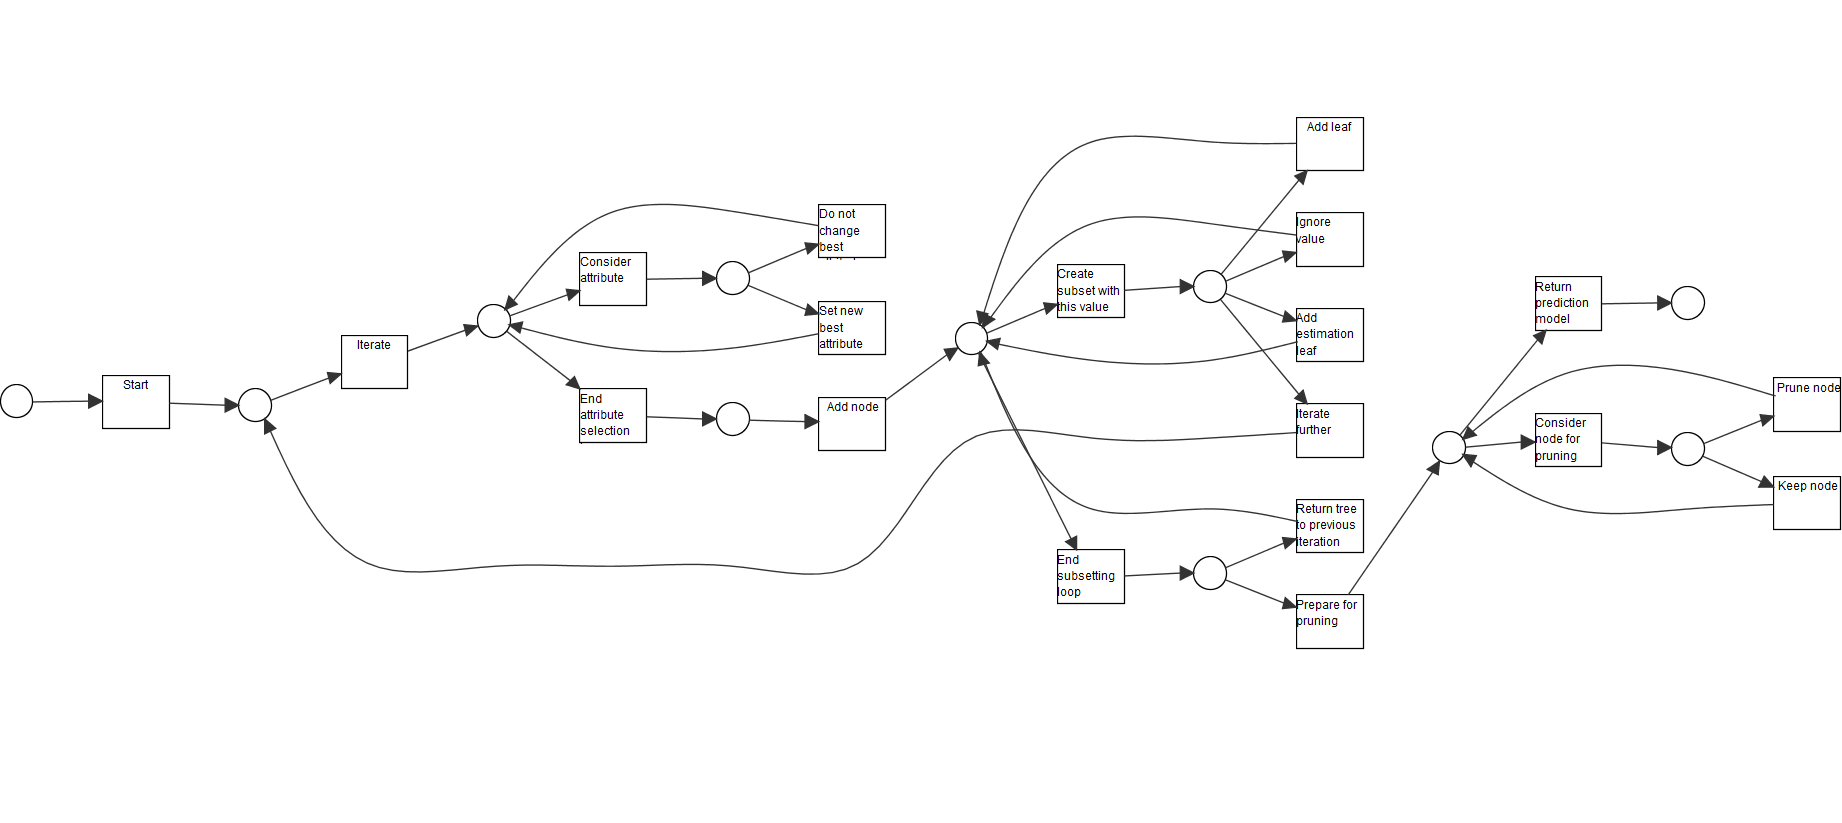 Start
Iterate
Consider
attribute
Do not
change
best
Set new
best
attribute
End
attribute
selection
Add node
Create
subset with
this value
Add leaf
Ignore
value
Add
estimation
leaf
Iterate
further
End
subsetting
loop
Return tree
to previous
iteration
Prepare for
pruning
Return
prediction
model
Consider
node for
pruning
Prune node
Keep node